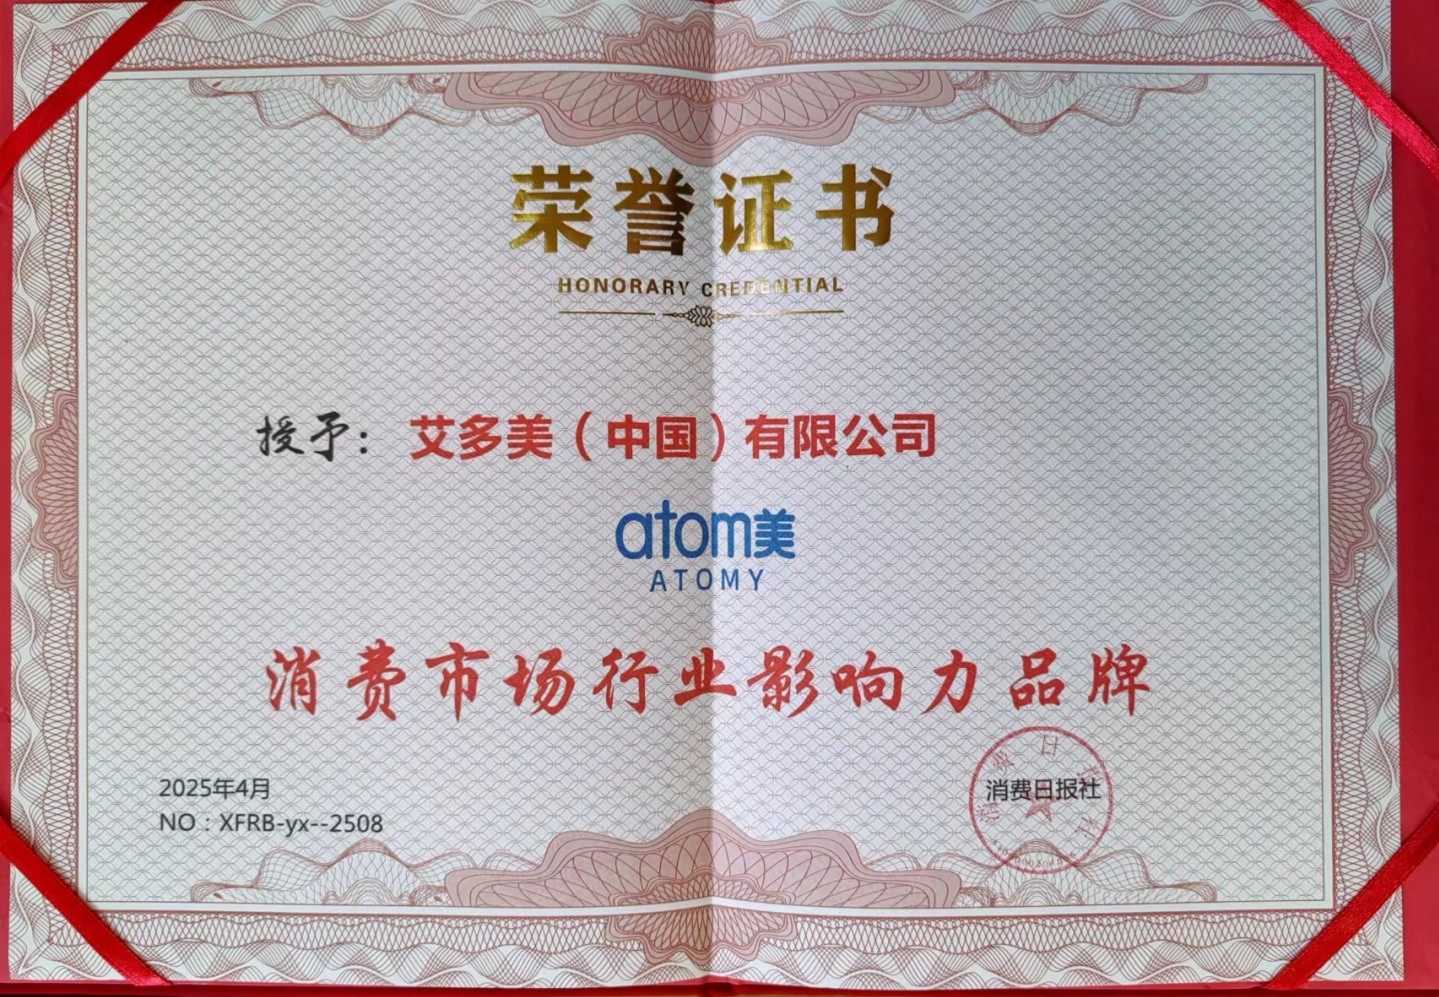 荣誉证书
HONORARY CREDENTIAL
授予：艾多美（中国）有限公司
atom美
ATOMY
消费市场行业影响力品牌
2025年4月
NO：XFRB-yx--2508
消费日报社